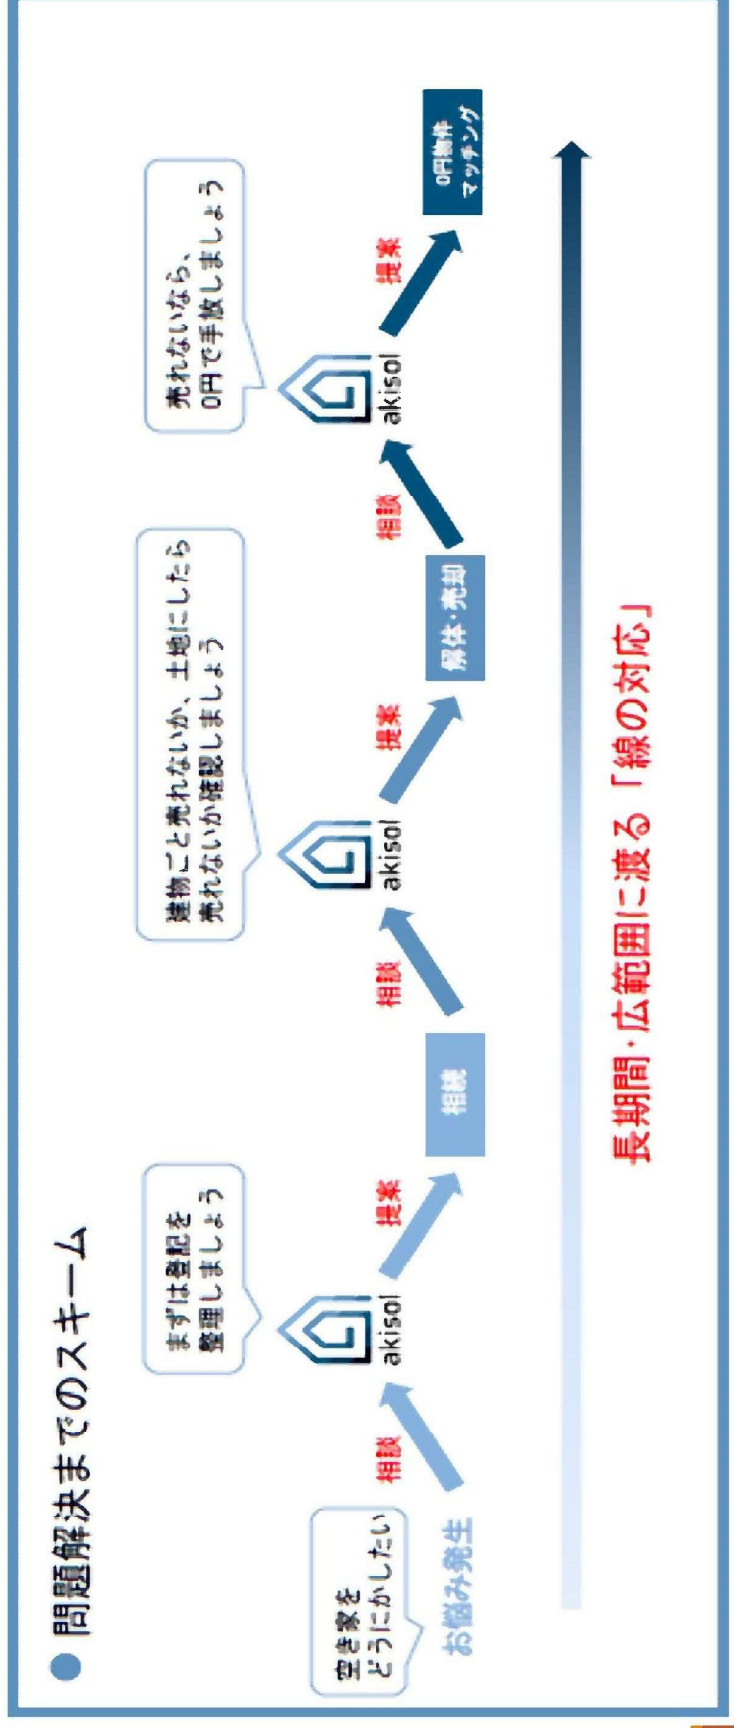 問題解決までのスキーム
空き家を
どうにかしたい
お悩み発生
相談
まずは登記を
整理しましょう
akisol
提案
相続
相談
建物ごと売れないか、土地にしたら
売れないか確認しましょう
akisol
提案
解体・売却
相談
売れないなら、
0円で手放しましょう
akisol
提案
0円物件
マッチング
長期間・広範囲に渡る「線の対応」